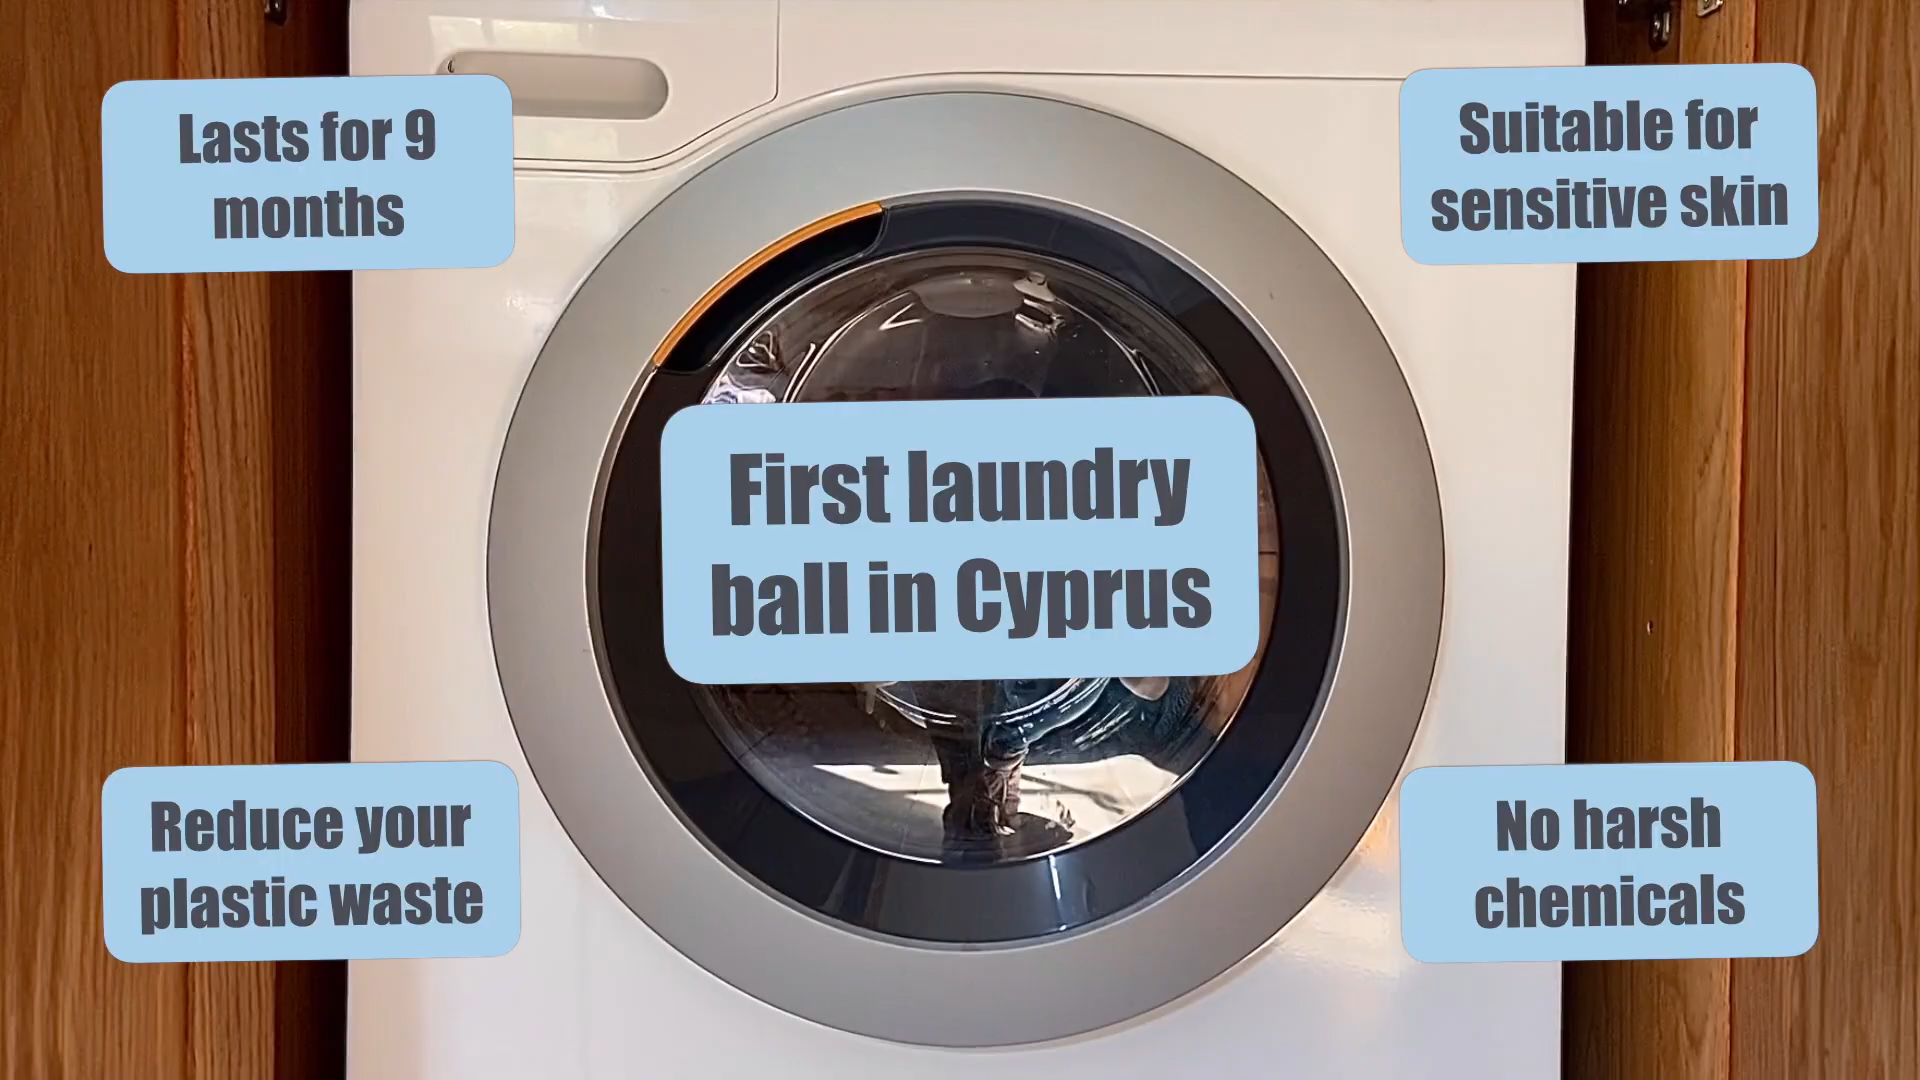 Lasts for 9
months
Suitable for
sensitive skin
First laundry
ball in Cyprus
Reduce your
plastic waste
No harsh
chemicals